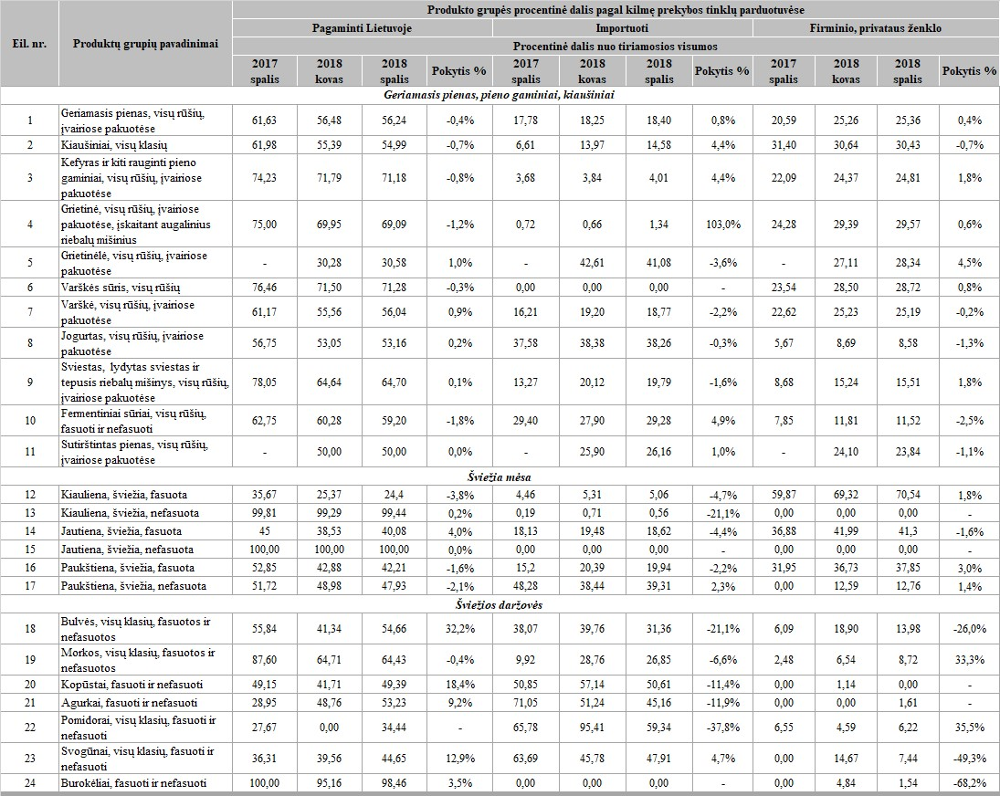 Eil. nr. Produktų grupių pavadinimai Produkto grupės procentinė dalis pagal kilmę prekybos tinklų parduotuvėse
Pagaminti Lietuvoje Importuoti Firminio, privataus ženklo
Procentinė dalis nuo tiriamosios visumos
2017 spalis 2018 kovas 2018 spalis Pokytis % 2017 spalis 2018 kovas 2018 spalis Pokytis % 2017 spalis 2018 kovas 2018 spalis Pokytis %
Geriamasis pienas, pieno gaminiai, kiaušiniai
1 Geriamasis pienas, visų rūšių, įvairiose pakuotėse 61,63 56,48 56,24 -0,4% 17,78 18,25 18,40 0,8% 20,59 25,26 25,36 0,4%
2 Kiaušiniai, visų klasių 61,98 55,39 54,99 -0,7% 6,61 13,97 14,58 4,4% 31,40 30,64 30,43 -0,7%
3 Kefyras ir kiti rauginti pieno gaminiai, visų rūšių, įvairiose pakuotėse 74,23 71,79 71,18 -0,8% 3,68 3,84 4,01 4,4% 22,09 24,37 24,81 1,8%
4 Grietinė, visų rūšių, įvairiose pakuotėse, įskaitant augalinius riebalų mišinius 75,00 69,95 69,09 -1,2% 0,72 0,66 1,34 103,0% 24,28 29,39 29,57 0,6%
5 Grietinėlė, visų rūšių, įvairiose pakuotėse - 30,28 30,58 1,0% - 42,61 41,08 -3,6% - 27,11 28,34 4,5%
6 Varškės sūris, visų rūšių 76,46 71,50 71,28 -0,3% 0,00 0,00 0,00 - 23,54 28,50 28,72 0,8%
7 Varškė, visų rūšių, įvairiose pakuotėse 61,17 55,56 56,04 0,9% 16,21 19,20 18,77 -2,2% 22,62 25,23 25,19 -0,2%
8 Jogurtas, visų rūšių, įvairiose pakuotėse 56,75 53,05 53,16 0,2% 37,58 38,38 38,26 -0,3% 5,67 8,69 8,58 -1,3%
9 Sviestas, lydytas sviestas ir tepusis riebalų mišinys, visų rūšių, įvairiose pakuotėse 78,05 64,64 64,70 0,1% 13,27 20,12 19,79 -1,6% 8,68 15,24 15,51 1,8%
10 Fermentiniai sūriai, visų rūšių, fasuoti ir nefasuoti 62,75 60,28 59,20 -1,8% 29,40 27,90 29,28 4,9% 7,85 11,81 11,52 -2,5%
11 Sutirštintas pienas, visų rūšių, įvairiose pakuotėse - 50,00 50,00 0,0% - 25,90 26,16 1,0% - 24,10 23,84 -1,1%
Šviežia mėsa
12 Kiauliena, šviežia, fasuota 35,67 25,37 24,4 -3,8% 4,46 5,31 5,06 -4,7% 59,87 69,32 70,54 1,8%
13 Kiauliena, šviežia, nefasuota 99,81 99,29 99,44 0,2% 0,19 0,71 0,56 -21,1% 0,00 0,00 0,00 -
14 Jautiena, šviežia, fasuota 45 38,53 40,08 4,0% 18,13 19,48 18,62 -4,4% 36,88 41,99 41,3 -1,6%
15 Jautiena, šviežia, nefasuota 100,00 100,00 100,00 0,0% 0,00 0,00 0,00 - 0,00 0,00 0,00 -
16 Paukštiena, šviežia, fasuota 52,85 42,88 42,21 -1,6% 15,2 20,39 19,94 -2,2% 31,95 36,73 37,85 3,0%
17 Paukštiena, šviežia, nefasuota 51,72 48,98 47,93 -2,1% 48,28 38,44 39,31 2,3% 0,00 12,59 12,76 1,4%
Šviežios daržovės
18 Bulvės, visų klasių, fasuotos ir nefasuotos 55,84 41,34 54,66 32,2% 38,07 39,76 31,36 -21,1% 6,09 18,90 13,98 -26,0%
19 Morkos, visų klasių, fasuotos ir nefasuotos 87,60 64,71 64,43 -0,4% 9,92 28,76 26,85 -6,6% 2,48 6,54 8,72 33,3%
20 Kopūstai, fasuoti ir nefasuoti 49,15 41,71 49,39 18,4% 50,85 57,14 50,61 -11,4% 0,00 1,14 0,00 -
21 Agurkai, fasuoti ir nefasuoti 28,95 48,76 53,23 9,2% 71,05 51,24 45,16 -11,9% 0,00 0,00 1,61 -
22 Pomidorai, visų klasių, fasuoti ir nefasuoti 27,67 0,00 34,44 - 65,78 95,41 59,34 -37,8% 6,55 4,59 6,22 35,5%
23 Svogūnai, visų klasių, fasuoti ir nefasuoti 36,31 39,56 44,65 12,9% 63,69 45,78 47,91 4,7% 0,00 14,67 7,44 -49,3%
24 Burokėliai, fasuoti ir nefasuoti 100,00 95,16 98,46 3,5% 0,00 0,00 0,00 - 0,00 4,84 1,54 -68,2%